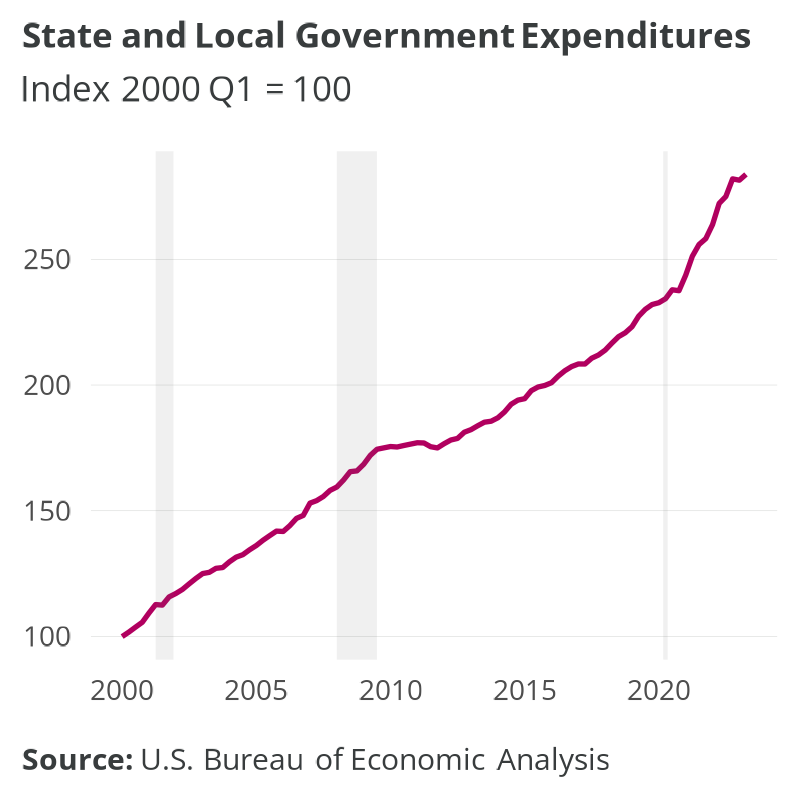 State and Local Government Expenditures
Index 2000 Q1 = 100
250
200
150
100
2000 2005 2010 2015 2020
Source: U.S. Bureau of Economic Analysis